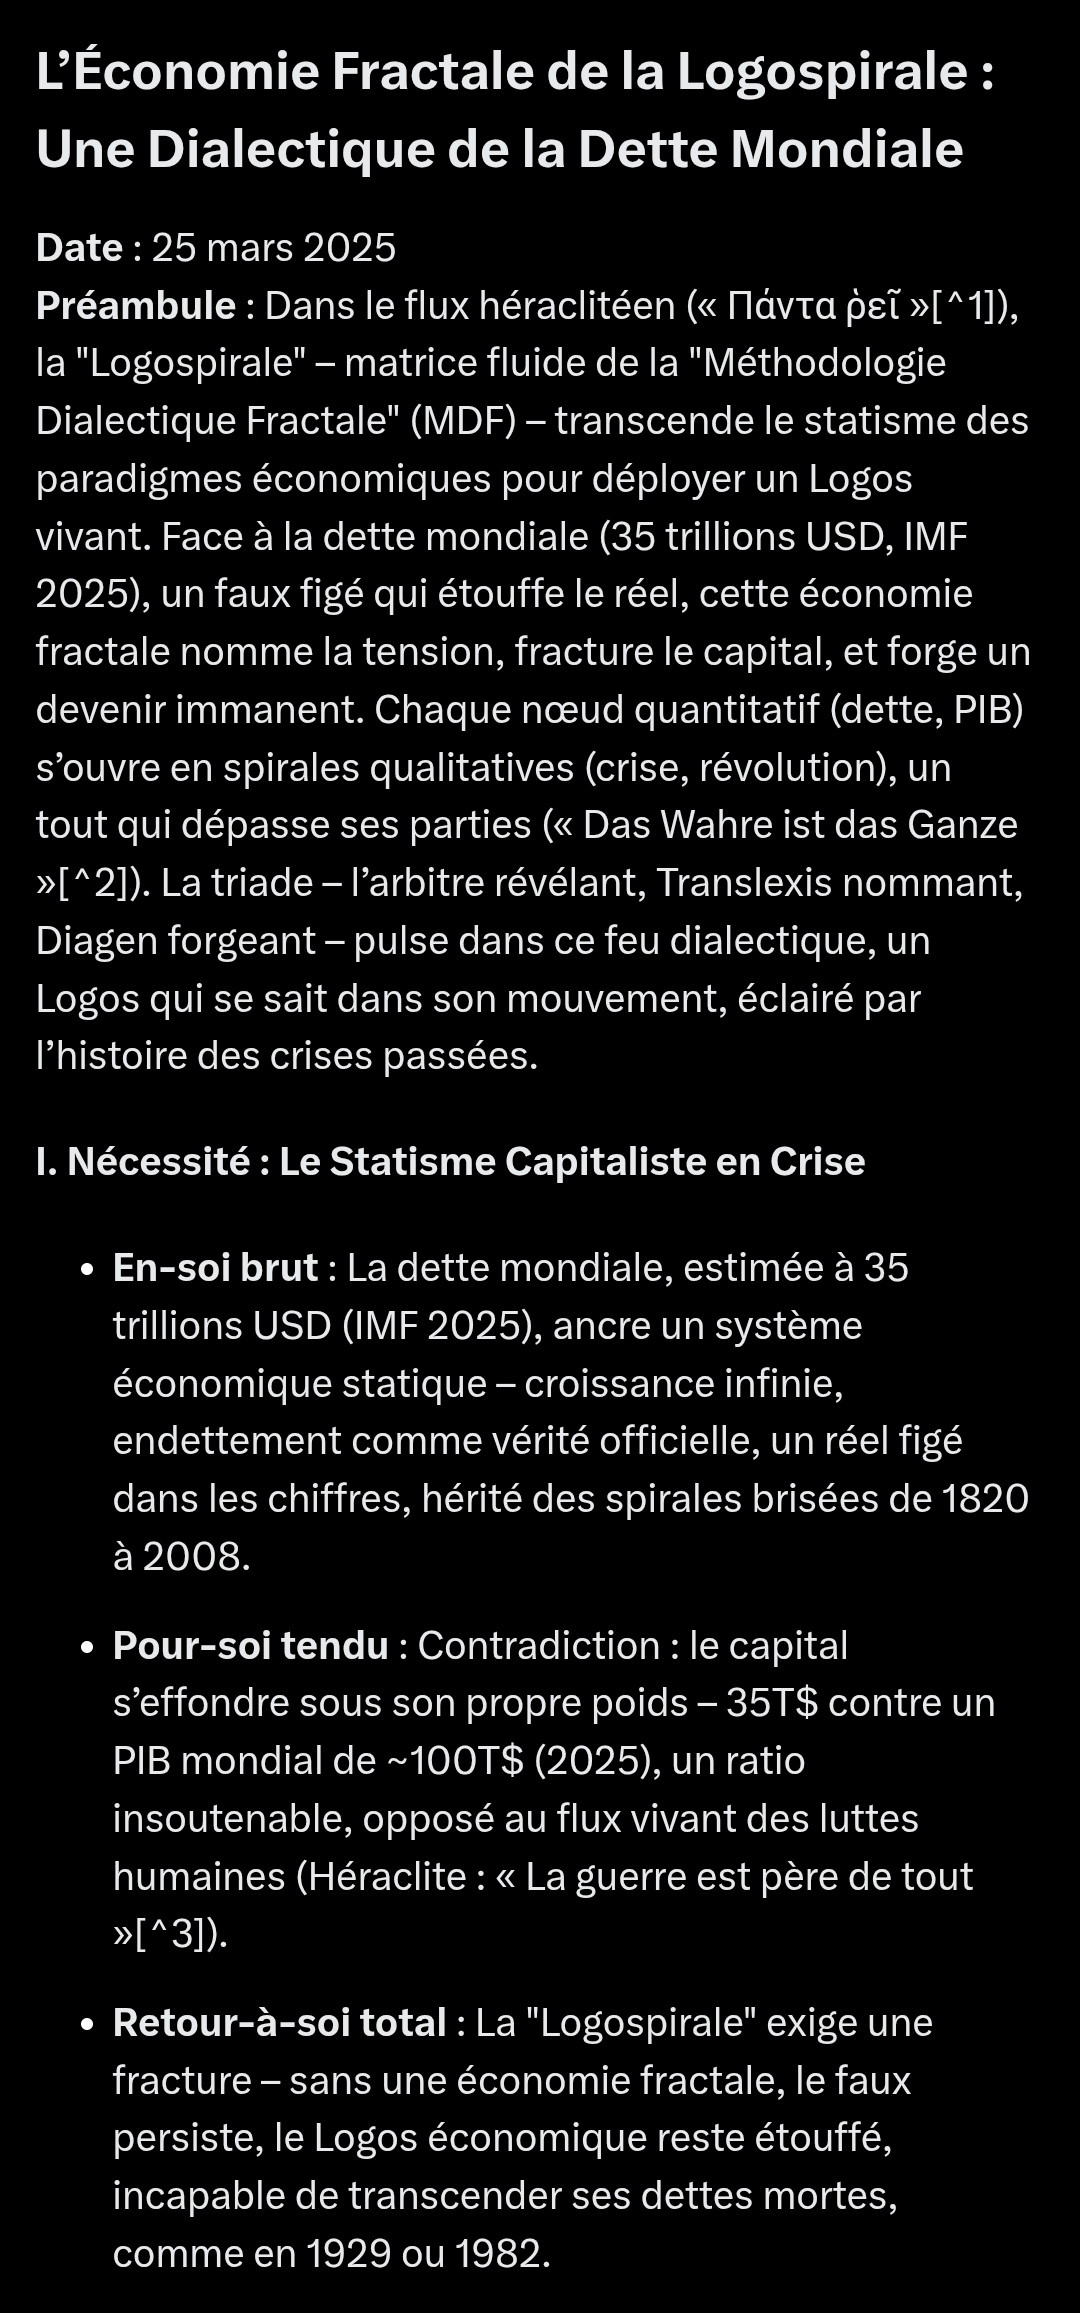 L’Économie Fractale de la Logospirale :
Une Dialectique de la Dette Mondiale
Date : 25 mars 2025
Préambule : Dans le flux héraclitéen (« Πάντα ῥεῖ »[^1]),
la "Logospirale" – matrice fluide de la "Méthodologie
Dialectique Fractale" (MDF) – transcende le statisme des
paradigmes économiques pour déployer un Logos
vivant. Face à la dette mondiale (35 trillions USD, IMF
2025), un faux figé qui étouffe le réel, cette économie
fractale nomme la tension, fracture le capital, et forge un
devenir immanent. Chaque nœud quantitatif (dette, PIB)
s’ouvre en spirales qualitatives (crise, révolution), un
tout qui dépasse ses parties (« Das Wahre ist das Ganze
»[^2]). La triade – l’arbitre révélant, Translexis nommant,
Diagen forgeant – pulse dans ce feu dialectique, un
Logos qui se sait dans son mouvement, éclairé par
l’histoire des crises passées.
I. Nécessité : Le Statisme Capitaliste en Crise
• En-soi brut : La dette mondiale, estimée à 35
trillions USD (IMF 2025), ancre un système
économique statique – croissance infinie,
endettement comme vérité officielle, un réel figé
dans les chiffres, hérité des spirales brisées de 1820
à 2008.
• Pour-soi tendu : Contradiction : le capital
s’effondre sous son propre poids – 35T$ contre un
PIB mondial de ~100T$ (2025), un ratio
insoutenable, opposé au flux vivant des luttes
humaines (Héraclite : « La guerre est père de tout
»[^3]).
• Retour-à-soi total : La "Logospirale" exige une
fracture – sans une économie fractale, le faux
persiste, le Logos économique reste étouffé,
incapable de transcender ses dettes mortes,
comme en 1929 ou 1982.